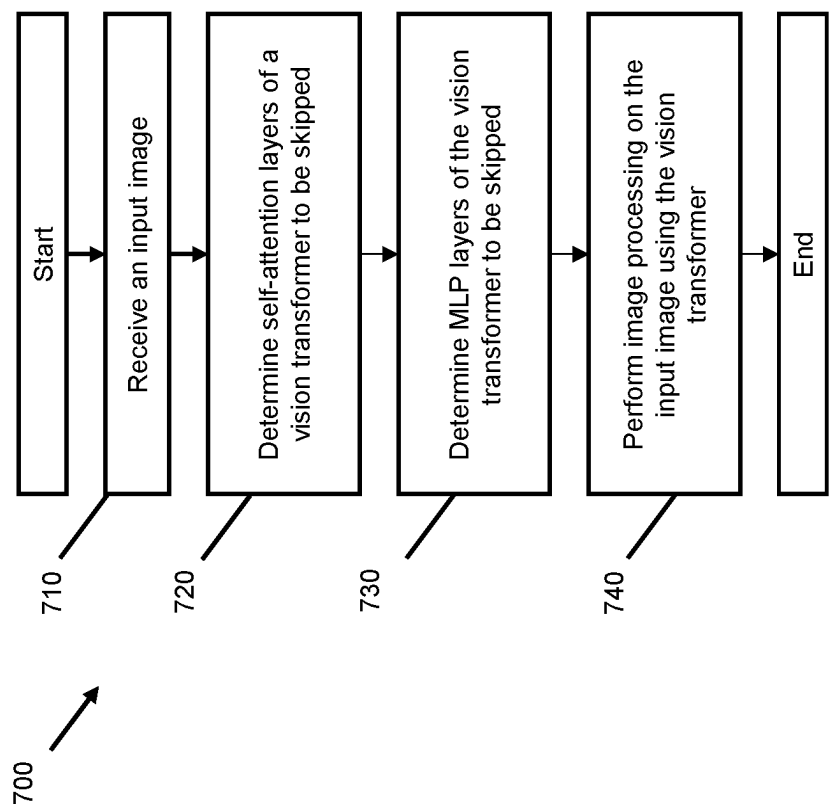 Start
Receive an input image
Determine self-attention layers of a
vision transformer to be skipped
Determine MLP layers of the vision
transformer to be skipped
Perform image processing on the
input image using the vision
transformer
End
710
720
730
740
700